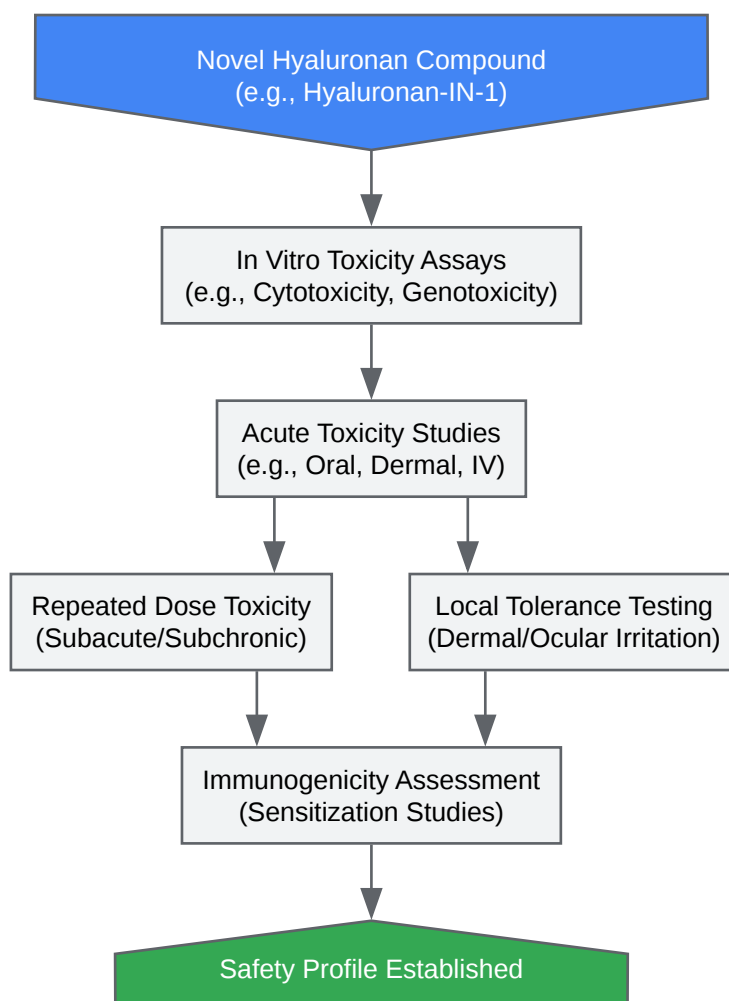 Novel Hyaluronan Compound
(e.g., Hyaluronan-IN-1)
In Vitro Toxicity Assays
(e.g., Cytotoxicity, Genotoxicity)
Acute Toxicity Studies
(e.g., Oral, Dermal, IV)
Repeated Dose Toxicity
(Subacute/Subchronic)
Local Tolerance Testing
(Dermal/Ocular Irritation)
Immunogenicity Assessment
(Sensitization Studies)
Safety Profile Established